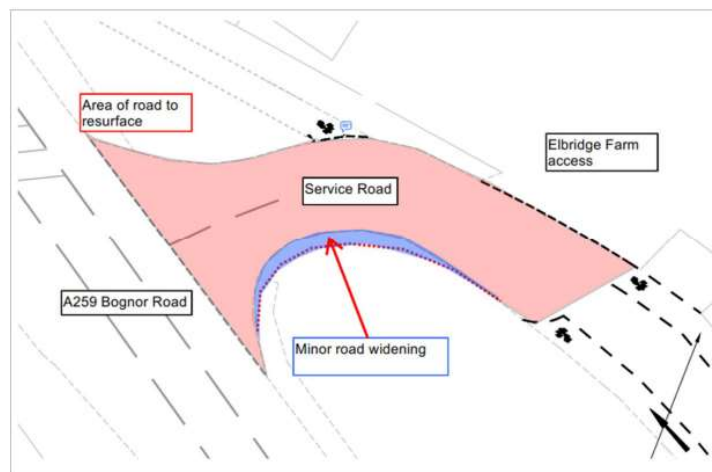 Area of road to
resurface
Elbridge Farm
access
Service Road
A259 Bognor Road
Minor road widening